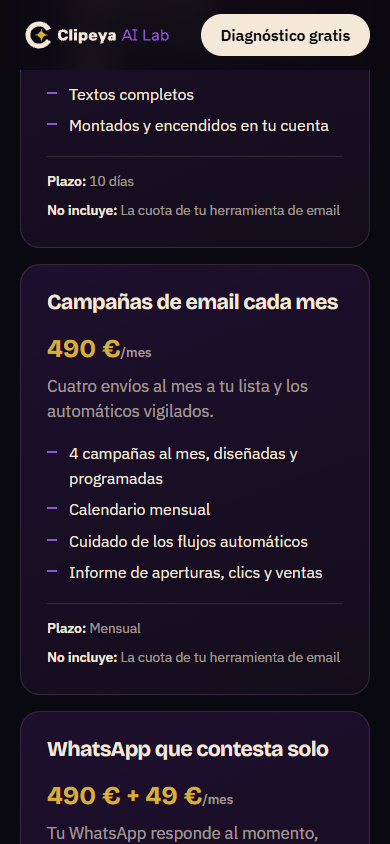 Clipeya AI Lab
Diagnóstico gratis
Textos completos
Montados y encendidos en tu cuenta
Plazo: 10 días
No incluye: La cuota de tu herramienta de email
Campañas de email cada mes
490 €/mes
Cuatro envíos al mes a tu lista y los
automáticos vigilados.
4 campañas al mes, diseñadas y
programadas
Calendario mensual
Cuidado de los flujos automáticos
Informe de aperturas, clics y ventas
Plazo: Mensual
No incluye: La cuota de tu herramienta de email
WhatsApp que contesta solo
490 € + 49 €/mes
Tu WhatsApp responde al momento,